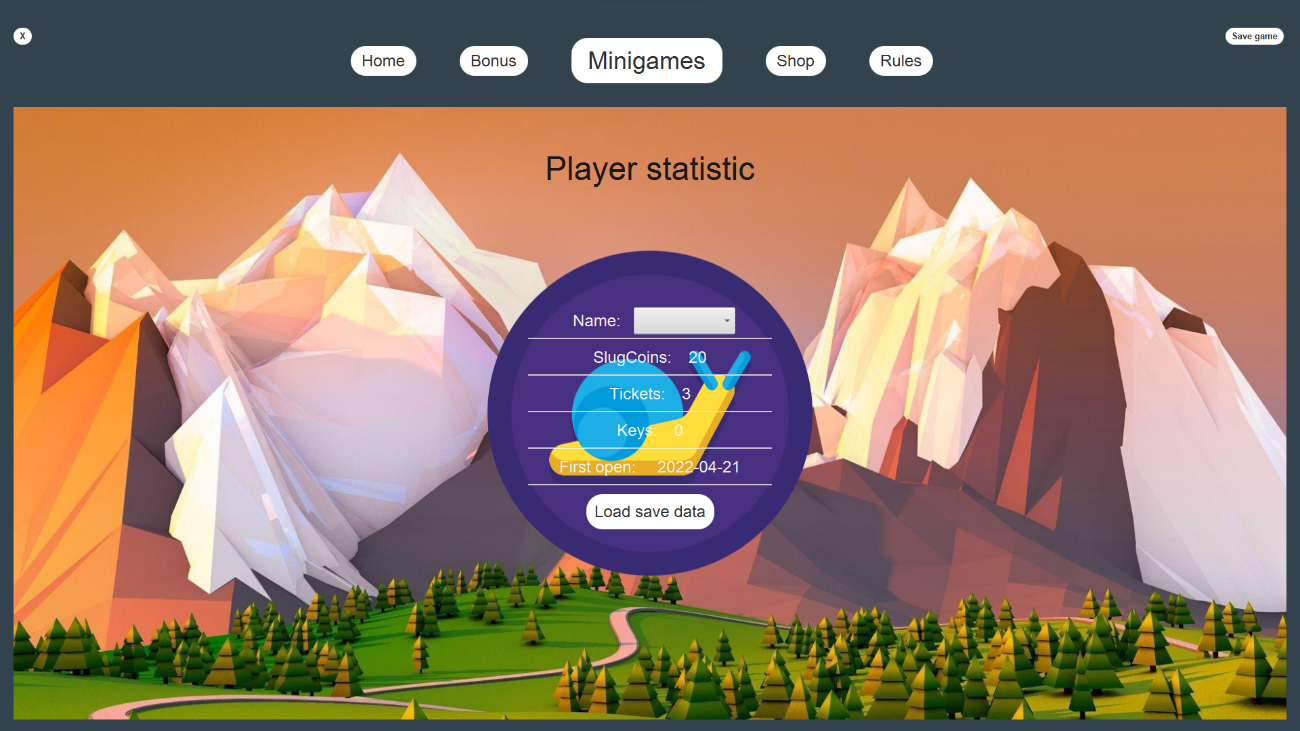 X
Save game
Home Bonus Minigames Shop Rules
Player statistic
Name:
SlugCoins: 20
Tickets: 3
Keys: 0
First open: 2022-04-21
Load save data